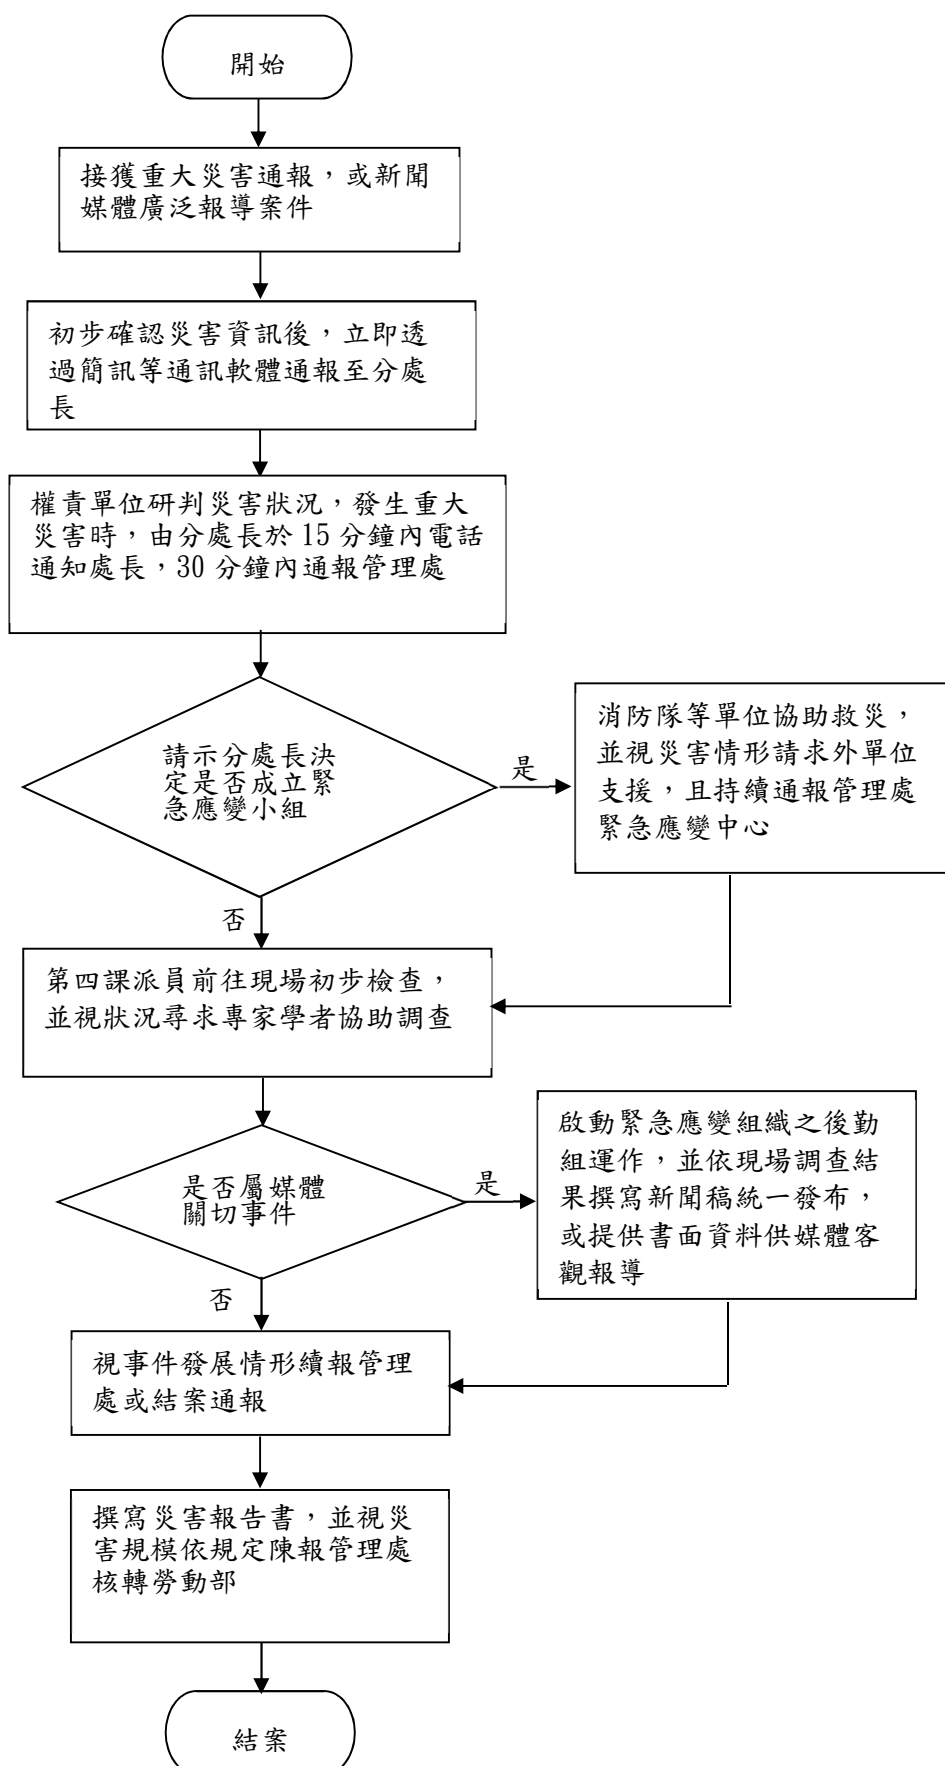 開始
接獲重大災害通報，或新聞
媒體廣泛報導案件
初步確認災害資訊後，立即透
過簡訊等通訊軟體通報至分處
長
權責單位研判災害狀況，發生重大
災害時，由分處長於 15 分鐘內電話
通知處長，30 分鐘內通報管理處
請示分處長決
定是否成立緊
急應變小組
是
消防隊等單位協助救災，
並視災害情形請求外單位
支援，且持續通報管理處
緊急應變中心
否
第四課派員前往現場初步檢查，
並視狀況尋求專家學者協助調查
是否屬媒體
關切事件
是
啟動緊急應變組織之後勤
組運作，並依現場調查結
果撰寫新聞稿統一發布，
或提供書面資料供媒體客
觀報導
否
視事件發展情形續報管理
處或結案通報
撰寫災害報告書，並視災
害規模依規定陳報管理處
核轉勞動部
結案